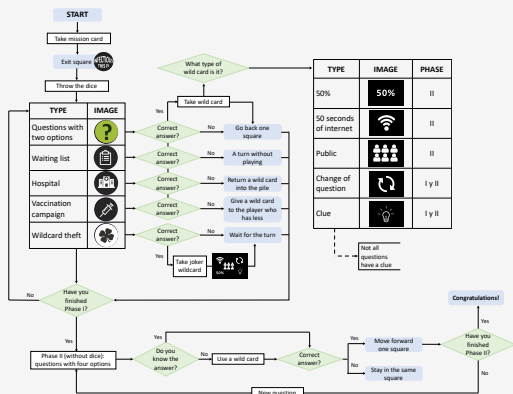 START
Take mission card
Exit square
Throw the dice
TYPE IMAGE
Questions with
two options
?
Waiting list
Hospital
Vaccination
campaign
Wildcard theft
Correct
answer?
Correct
answer?
Correct
answer?
Correct
answer?
Correct
answer?
Yes
No
No
No
No
No
Yes
What type of
wild card is it?
Take wild card
Go back one
square
A turn without
playing
Return a wild card
into the pile
Give a wild card
to the player who
has less
Wait for the turn
Take joker
wildcard
50%
TYPE IMAGE PHASE
50% 50% II
50 seconds
of internet
II
Public II
Change of
question
I y II
Clue I y II
Not all
questions
have a clue
No
Have you
finished
Phase I?
Yes
Phase II (without dice):
questions with four options
Do you
know the
answer?
Yes
No
Use a wild card
Correct
answer?
Yes
No
Move forward
one square
Stay in the same
square
Congratulations!
Yes
Have you
finished
Phase II?
No
New question